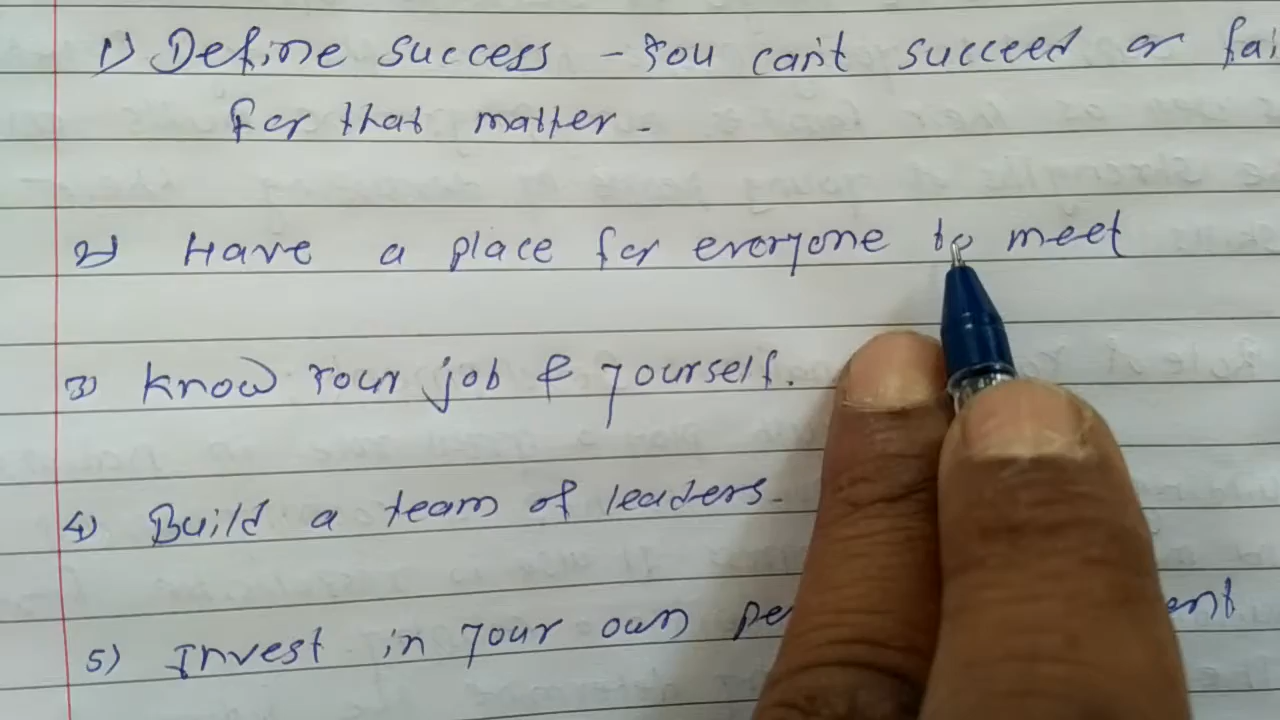 1) Define success - You can't succeed or fai
for that matter.
2) Have a place for everyone to meet
3) Know Your job & yourself.
4) Build a team of leaders.
5) Invest in your own